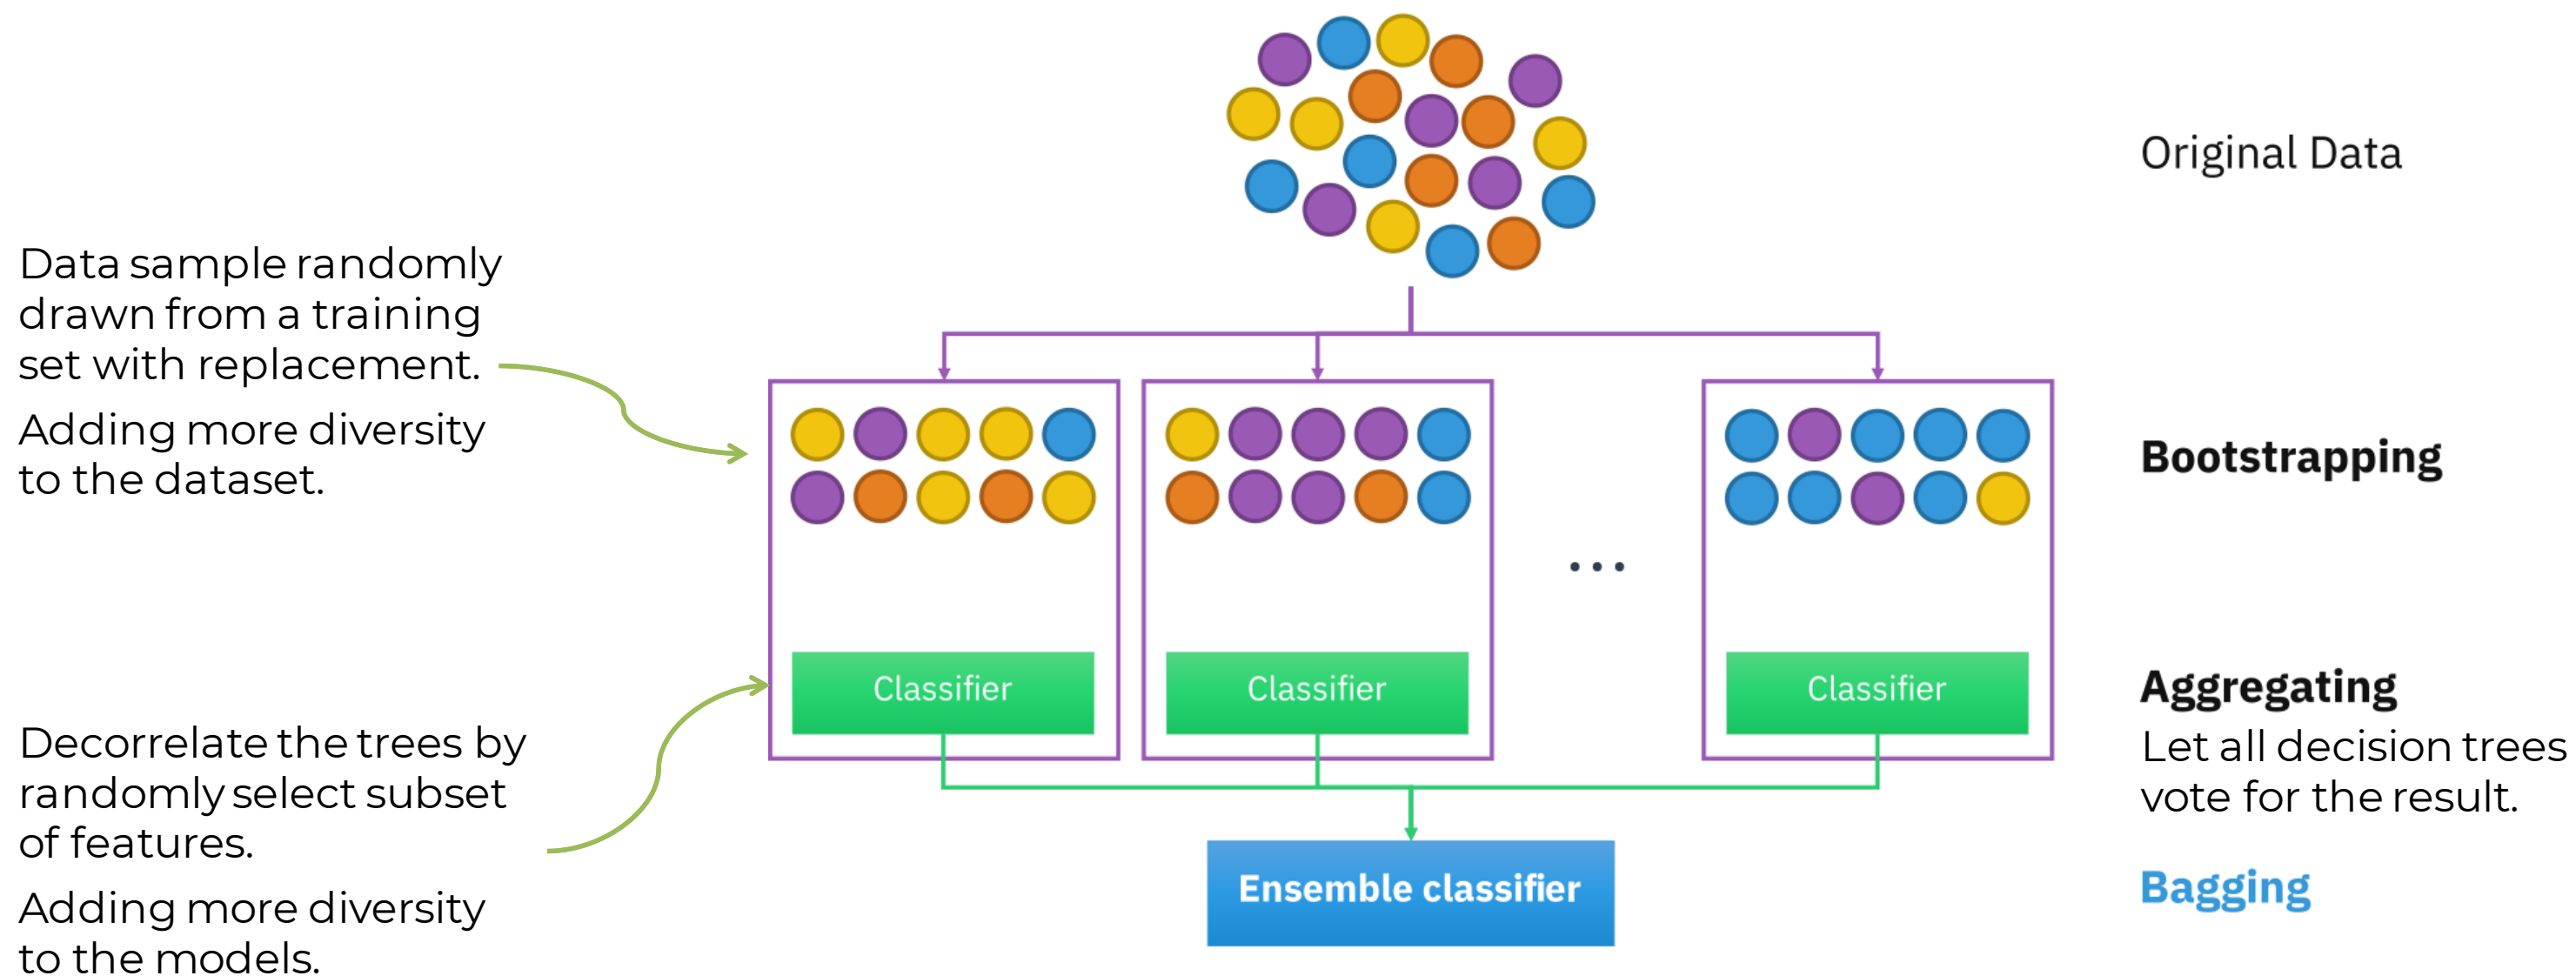 Original Data
Data sample randomly
drawn from a training
set with replacement.
Adding more diversity
to the dataset.
Bootstrapping
...
Classifier
Classifier
Classifier
Aggregating
Let all decision trees
vote for the result.
Decorrelate the trees by
randomly select subset
of features.
Adding more diversity
to the models.
Ensemble classifier
Bagging